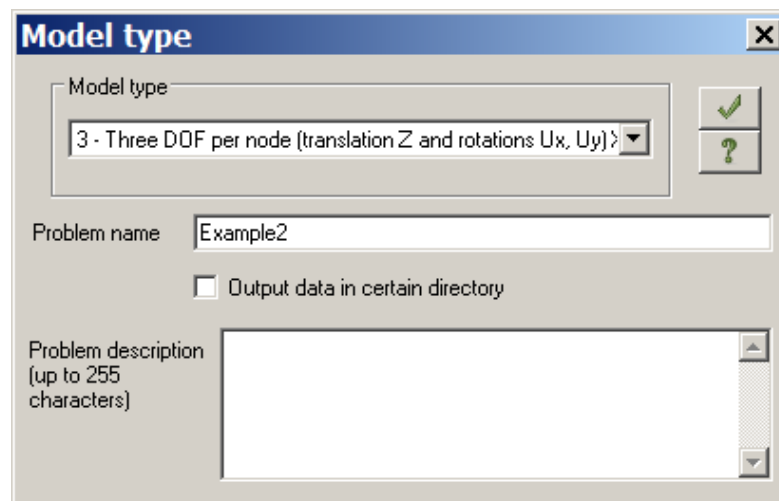 Model type
Model type
3 - Three DOF per node (translation Z and rotations Ux, Uy)
?
Problem name
Example2
Output data in certain directory
Problem description
(up to 255
characters)